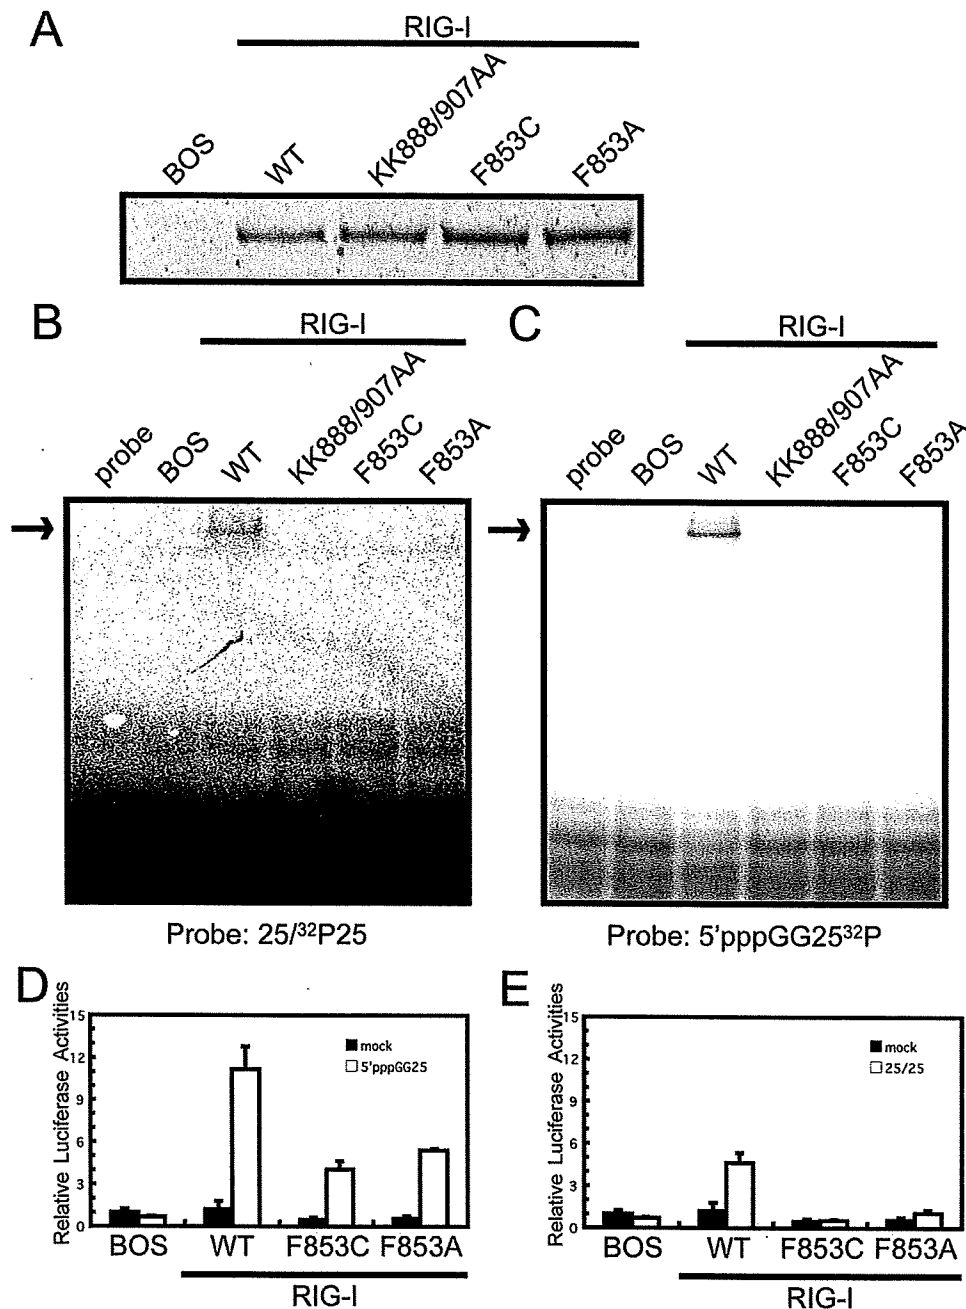 A
RIG-I
BOS
WT
KK888/907AA
F853C
F853A
B
RIG-I
probe
BOS
WT
KK888/907AA
F853C
F853A
Probe: 25/³²P25
C
RIG-I
probe
BOS
WT
KK888/907AA
F853C
F853A
Probe: 5'pppGG25³²P
D
Relative Luciferase Activities
15
12
9
6
3
0
mock
5'pppGG25
BOS WT F853C F853A
RIG-I
E
Relative Luciferase Activities
15
12
9
6
3
0
mock
25/25
BOS WT F853C F853A
RIG-I